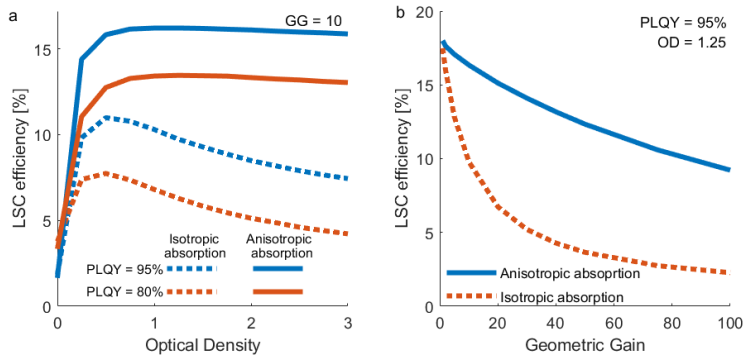 a
GG = 10
LSC efficiency [%]
15
10
5
0
Isotropic absorption
Anisotropic absorption
PLQY = 95%
PLQY = 80%
0 1 2 3
Optical Density
b
PLQY = 95%
OD = 1.25
LSC efficiency [%]
20
15
10
5
0
Anisotropic absoprtion
Isotropic absorption
0 20 40 60 80 100
Geometric Gain